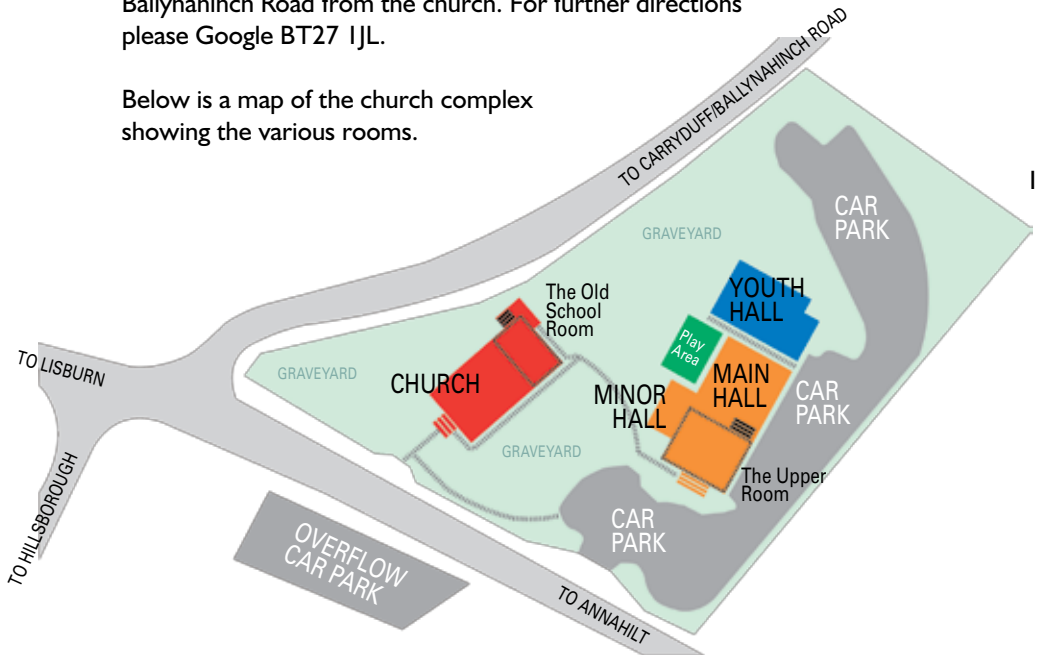 Ballynahinch Road from the church. For further directions
please Google BT27 1JL.
Below is a map of the church complex
showing the various rooms.
TO CARRYDUFF/BALLYNAHINCH ROAD
1
CAR
PARK
GRAVEYARD
YOUTH
HALL
The Old
School
Room
Play
Area
TO LISBURN
GRAVEYARD
CHURCH
MAIN
HALL
MINOR
HALL
CAR
PARK
GRAVEYARD
The Upper
Room
TO HILLSBOROUGH
CAR
PARK
OVERFLOW
CAR PARK
TO ANNAHILT